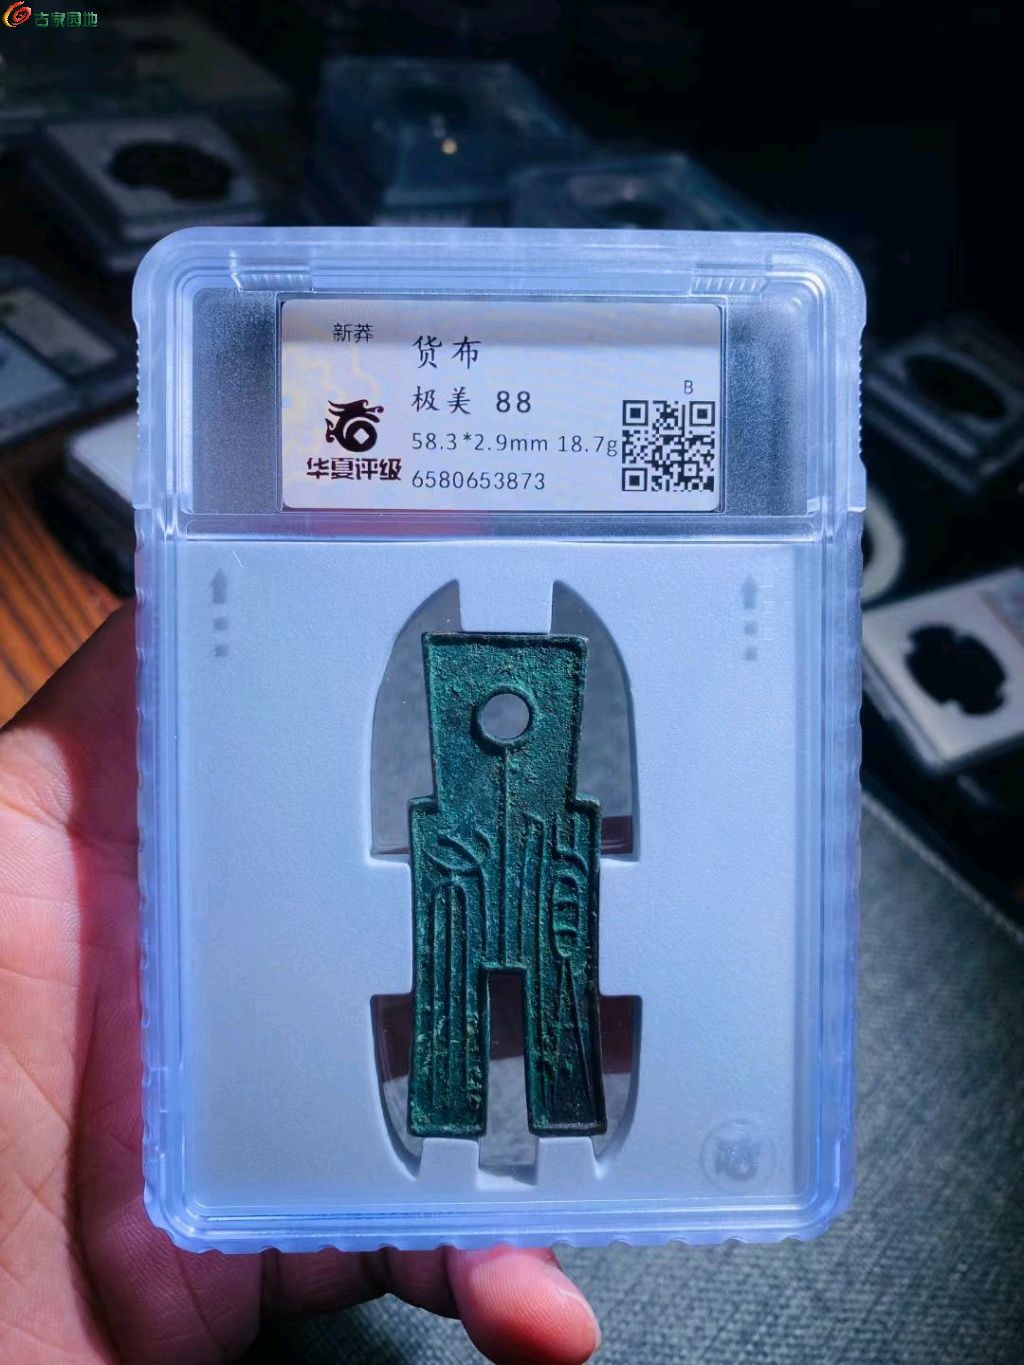 古泉园地
新莽
货布
极美 88
58.3*2.9mm 18.7g
6580653873
华夏评级
B
货布